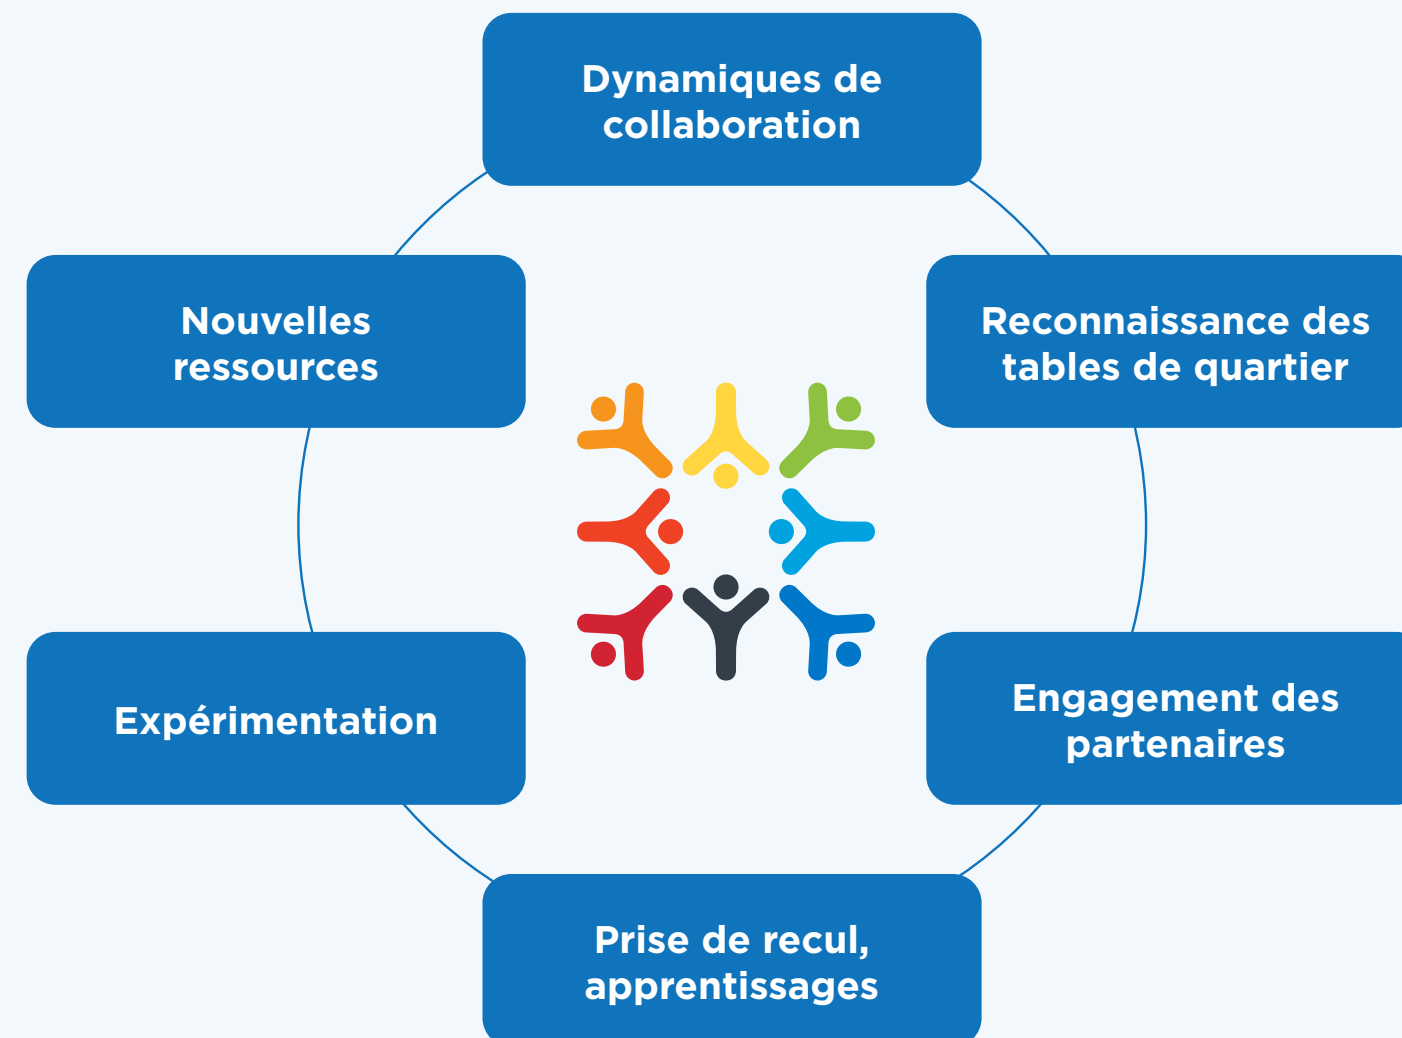 Dynamiques de
collaboration
Nouvelles
ressources
Reconnaissance des
tables de quartier
Expérimentation
Engagement des
partenaires
Prise de recul,
apprentissages